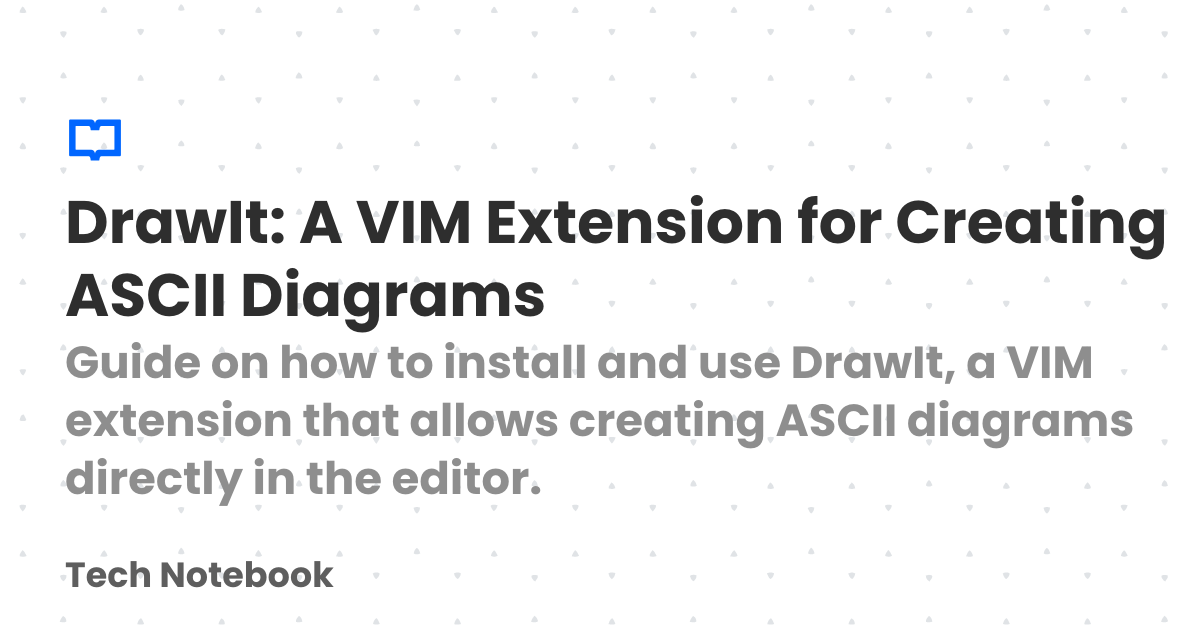 DrawIt: A VIM Extension for Creating
ASCII Diagrams
Guide on how to install and use DrawIt, a VIM
extension that allows creating ASCII diagrams
directly in the editor.
Tech Notebook